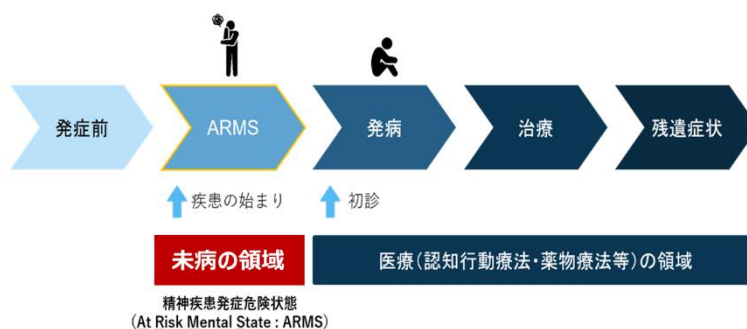 発症前
ARMS
発病
治療
残遺症状
疾患の始まり
初診
未病の領域
医療(認知行動療法・薬物療法等)の領域
精神疾患発症危険状態
(At Risk Mental State : ARMS)